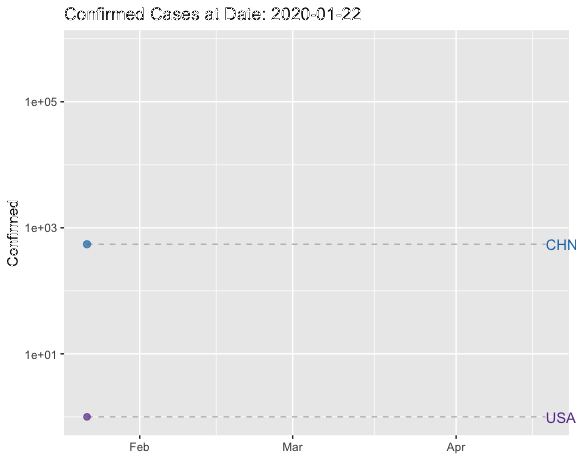 Confirmed Cases at Date: 2020-01-22
1e+05
1e+03
1e+01
Confirmed
CHN
USA
Feb
Mar
Apr